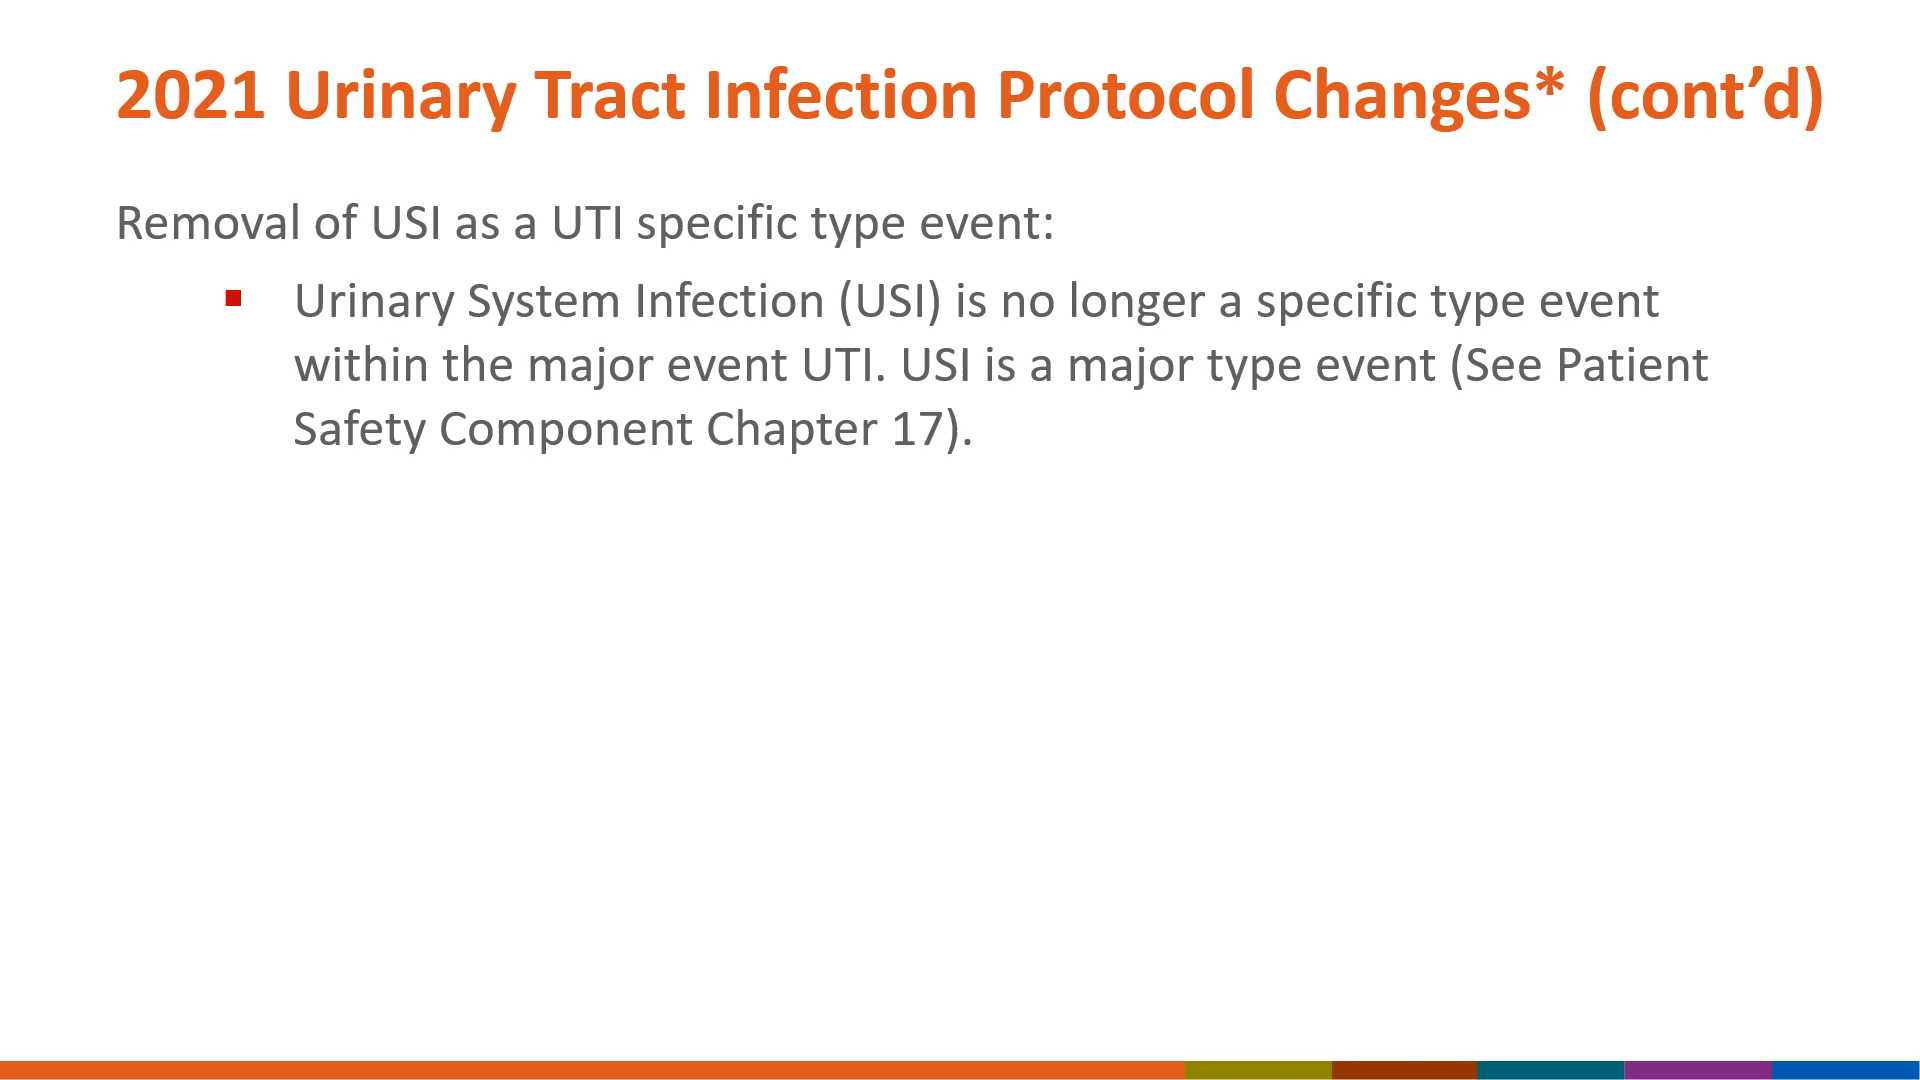 2021 Urinary Tract Infection Protocol Changes* (cont’d)
Removal of USI as a UTI specific type event:
▪ Urinary System Infection (USI) is no longer a specific type event
within the major event UTI. USI is a major type event (See Patient
Safety Component Chapter 17).